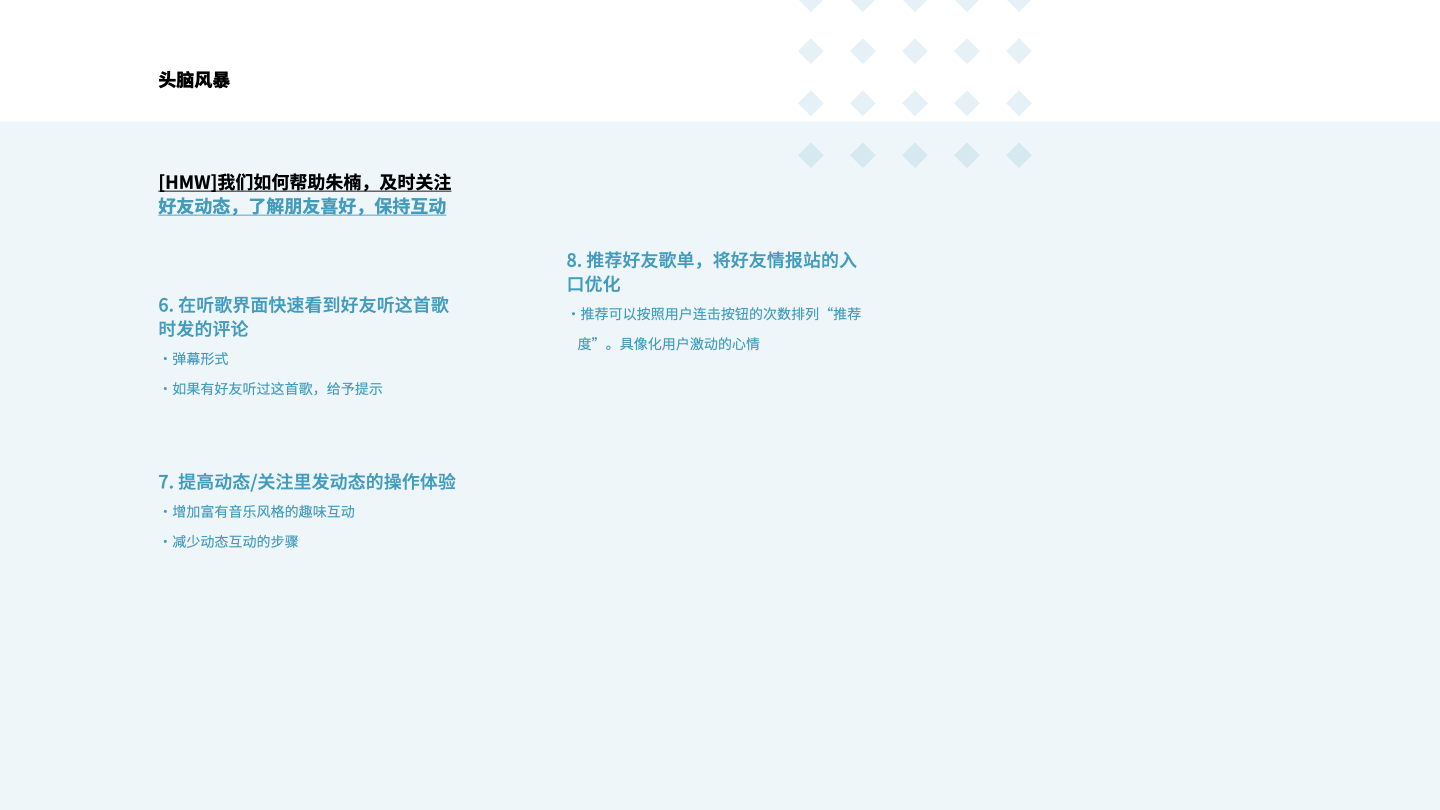 头脑风暴
[HMW]我们如何帮助朱楠，及时关注
好友动态，了解朋友喜好，保持互动
6. 在听歌界面快速看到好友听这首歌
时发的评论
・弹幕形式
・如果有好友听过这首歌，给予提示
7. 提高动态/关注里发动态的操作体验
・增加富有音乐风格的趣味互动
・减少动态互动的步骤
8. 推荐好友歌单，将好友情报站的入
口优化
・推荐可以按照用户连击按钮的次数排列“推荐
度”。具像化用户激动的心情